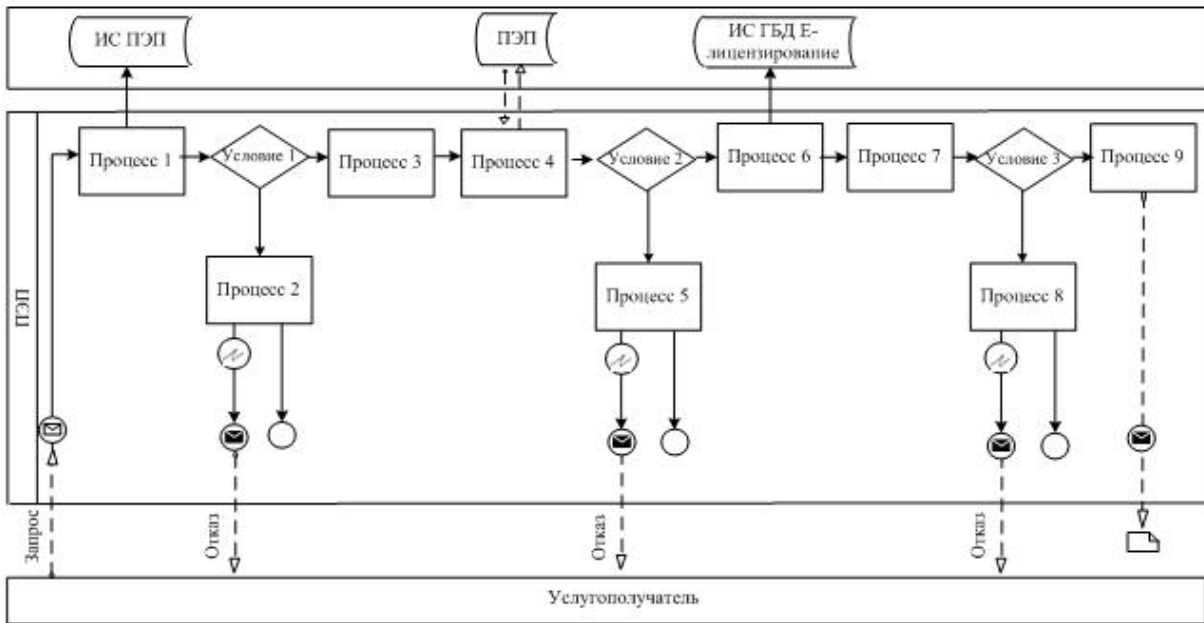 ИС ПЭП
ПЭП
ИС ГБД Е-
лицензирование
ПЭП
Процесс 1
Условие 1
Процесс 3
Процесс 4
Условие 2
Процесс 6
Процесс 7
Условие 3
Процесс 9
Процесс 2
Процесс 5
Процесс 8
Запрос
Отказ
Отказ
Отказ
Услугополучатель